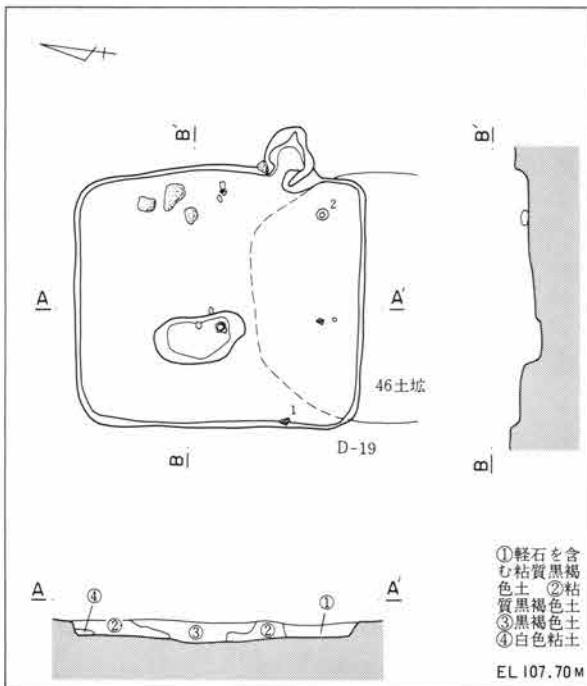 B'
B'
2
A
A'
46土拡
1
D-19
B
B
A
A'
④
②
③
②
①
①軽石を含
む粘質黒褐
色土 ②粘
質黒褐色土
③黒褐色土
④白色粘土
EL 107.70M